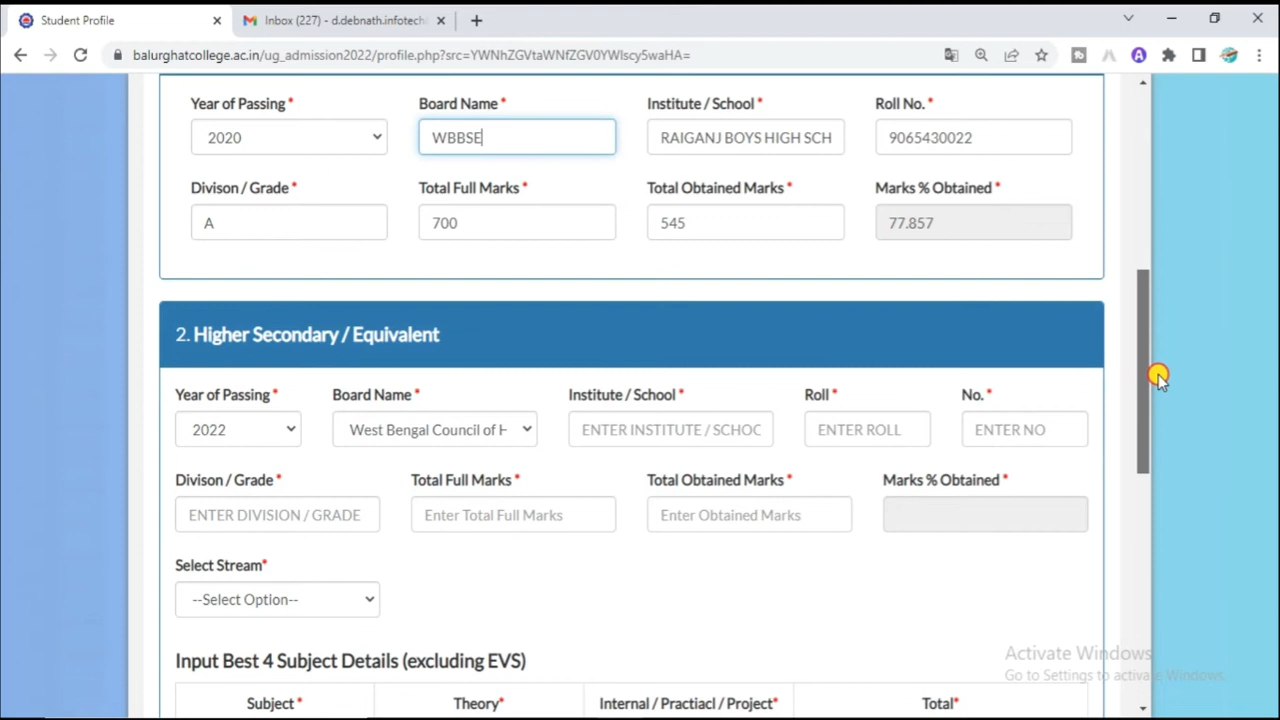 Student Profile
Inbox (227) - d.debnath.infotech
balurghatcollege.ac.in/ug_admission2022/profile.php?src=YWNhZGVtaWNfZGV0YWlscy5waHA=
Year of Passing * Board Name * Institute / School * Roll No. *
2020 WBBSE RAIGANJ BOYS HIGH SCH 9065430022
Divison / Grade * Total Full Marks * Total Obtained Marks * Marks % Obtained *
A 700 545 77.857
2. Higher Secondary / Equivalent
Year of Passing * Board Name * Institute / School * Roll * No. *
2022 West Bengal Council of H ENTER INSTITUTE / SCHOC ENTER ROLL ENTER NO
Divison / Grade * Total Full Marks * Total Obtained Marks * Marks % Obtained *
ENTER DIVISION / GRADE Enter Total Full Marks Enter Obtained Marks
Select Stream*
--Select Option--
Input Best 4 Subject Details (excluding EVS)
Activate Windows
Go to Settings to activate Windows.
Subject * Theory* Internal / Practiacl / Project* Total*